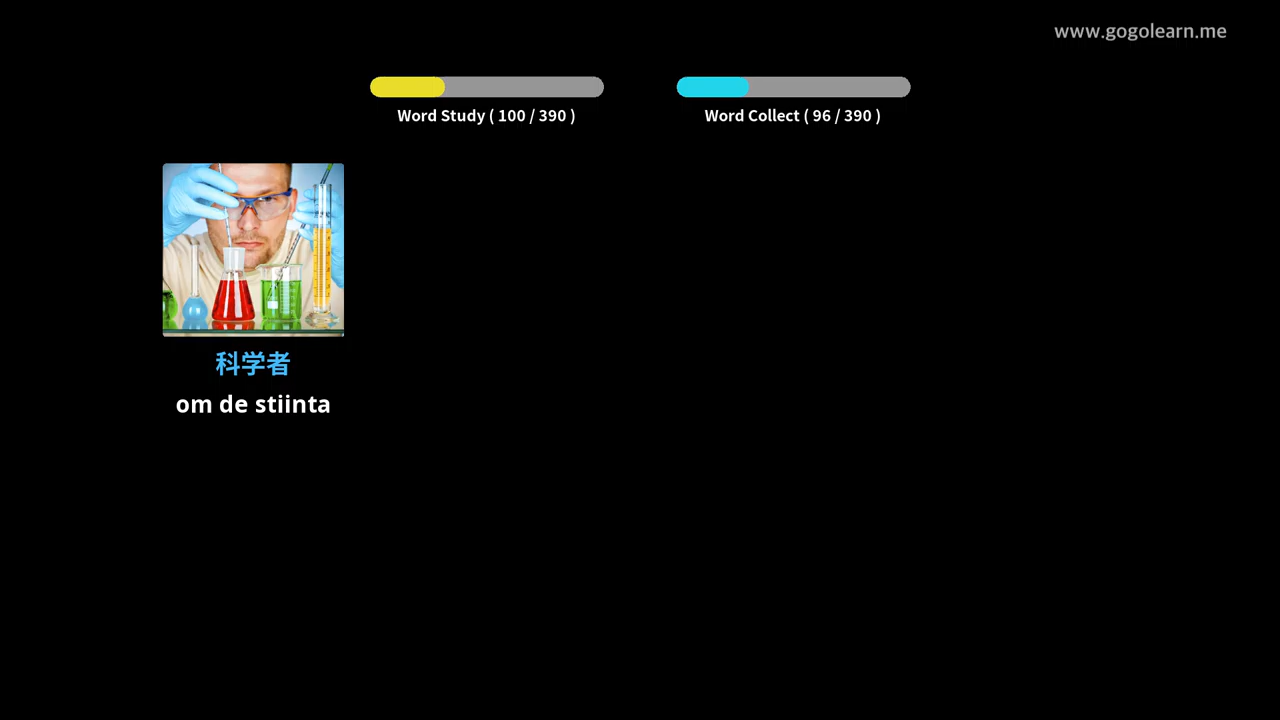 www.gogolearn.me
Word Study ( 100 / 390 )
Word Collect ( 96 / 390 )
科学者
om de stiinta